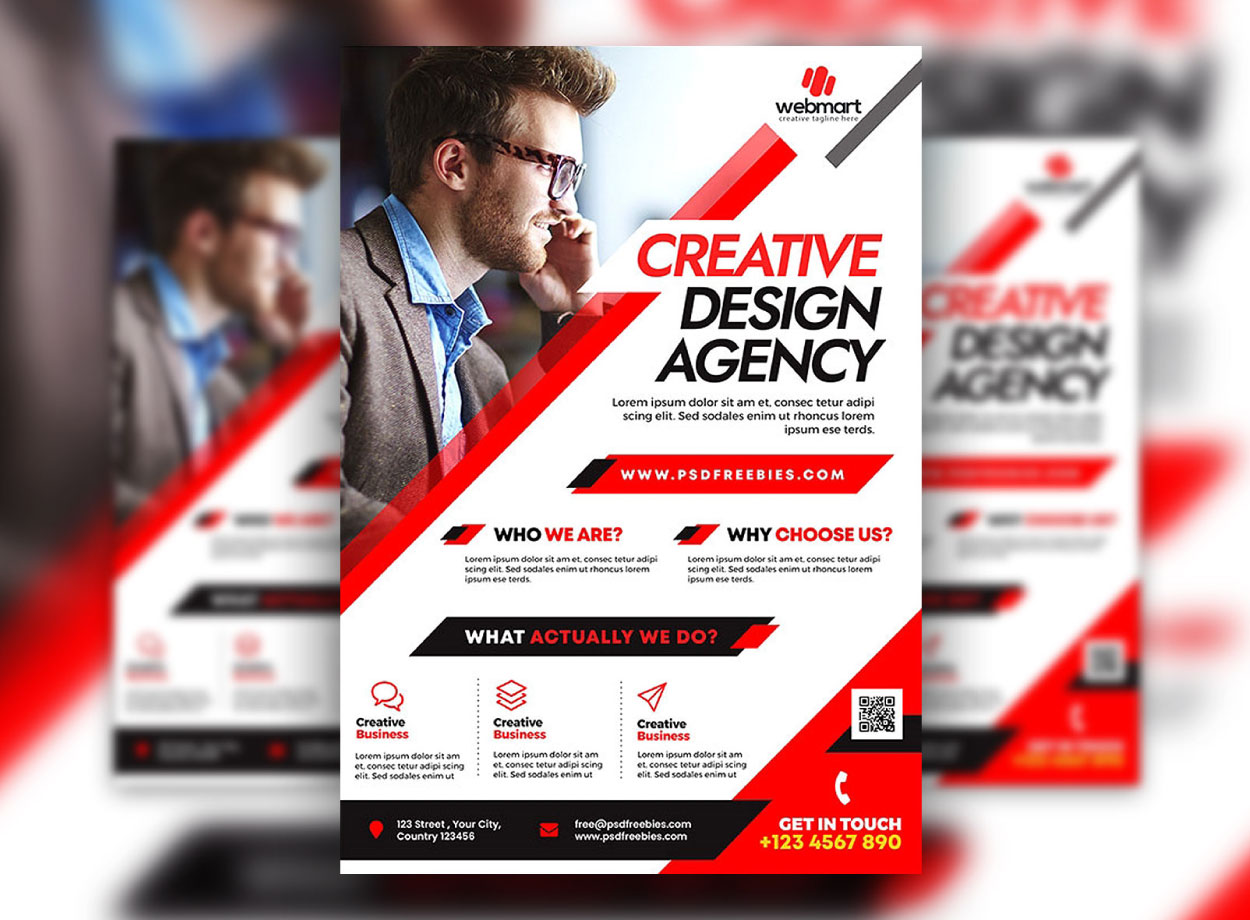 webmart
creative tagline here
CREATIVE
DESIGN
AGENCY
Lorem ipsum dolor sit am et, consec tetur adipi
scing elit. Sed sodales enim ut rhoncus lorem
ipsum ese terds.
WWW.PSDFREEBIES.COM
WHO WE ARE?
Lorem ipsum dolor sit am et, consec tetur adipi
scing elit. Sed sodales enim ut rhoncus lorem
ipsum ese terds.
WHY CHOOSE US?
Lorem ipsum dolor sit am et, consec tetur adipi
scing elit. Sed sodales enim ut rhoncus lorem
ipsum ese terds.
WHAT ACTUALLY WE DO?
Creative
Business
Lorem ipsum dolor sit am
et, consec tetur adipi scing
elit. Sed sodales enim ut
Creative
Business
Lorem ipsum dolor sit am
et, consec tetur adipi scing
elit. Sed sodales enim ut
Creative
Business
Lorem ipsum dolor sit am
et, consec tetur adipi scing
elit. Sed sodales enim ut
123 Street , Your City,
Country 123456
free@psdfreebies.com
www.psdfreebies.com
GET IN TOUCH
+123 4567 890
CREATIVE
DESIGN
AGENCY